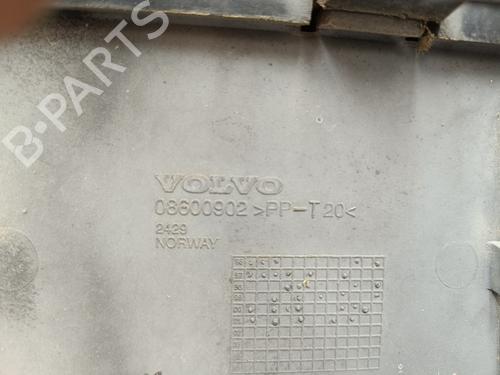 B-PARTS
VOLVO
08600902 >PP-T20<
2429
NORWAY